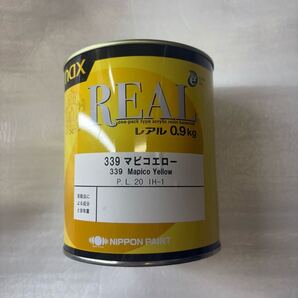 nax
REAL
one-pack type acrylic resin
レアル 0.9kg
339 マピコエロー
339 Mapico Yellow
P.L.20 IH-1
NIPPON PAINT